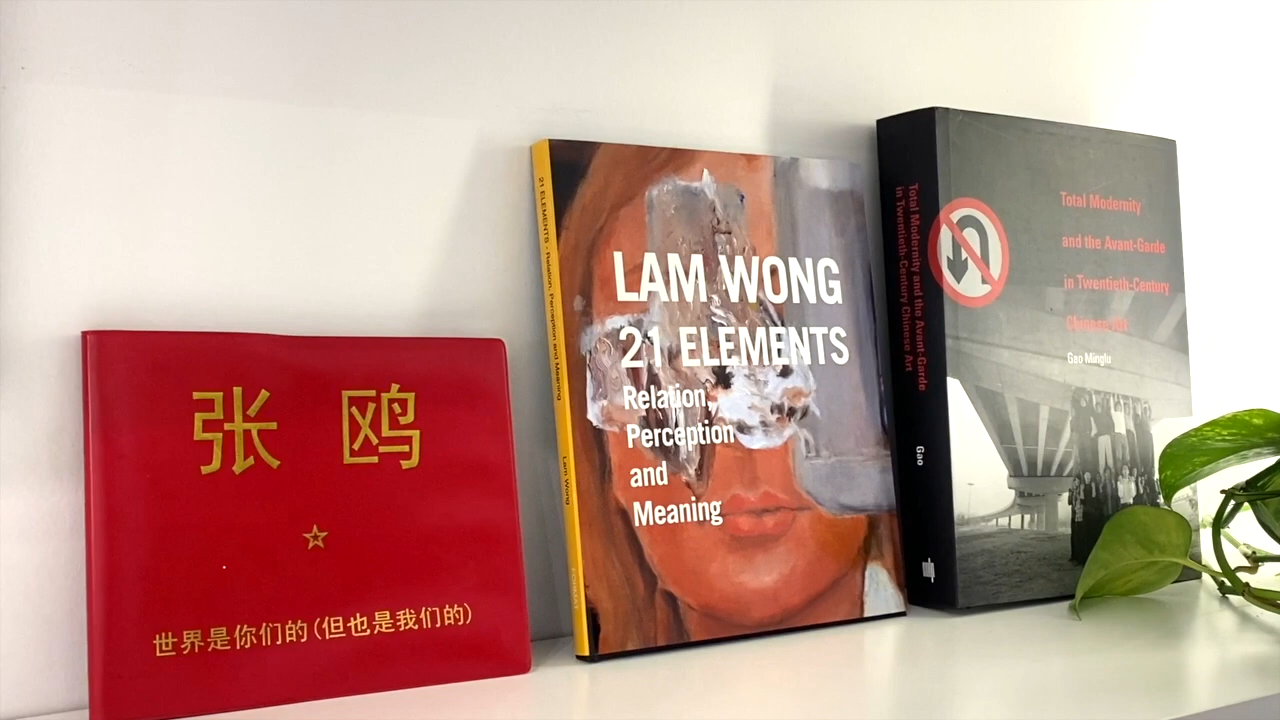 张 鸥
世界是你们的(但也是我们的)
21 ELEMENTS - Relation, Perception and Meaning
Lam Wong
LAM WONG
21 ELEMENTS
Relation,
Perception
and
Meaning
Total Modernity and the Avant-Garde
in Twentieth-Century Chinese Art
Gao
Total Modernity
and the Avant-Garde
in Twentieth-Century
Chinese Art
Gao Minglu